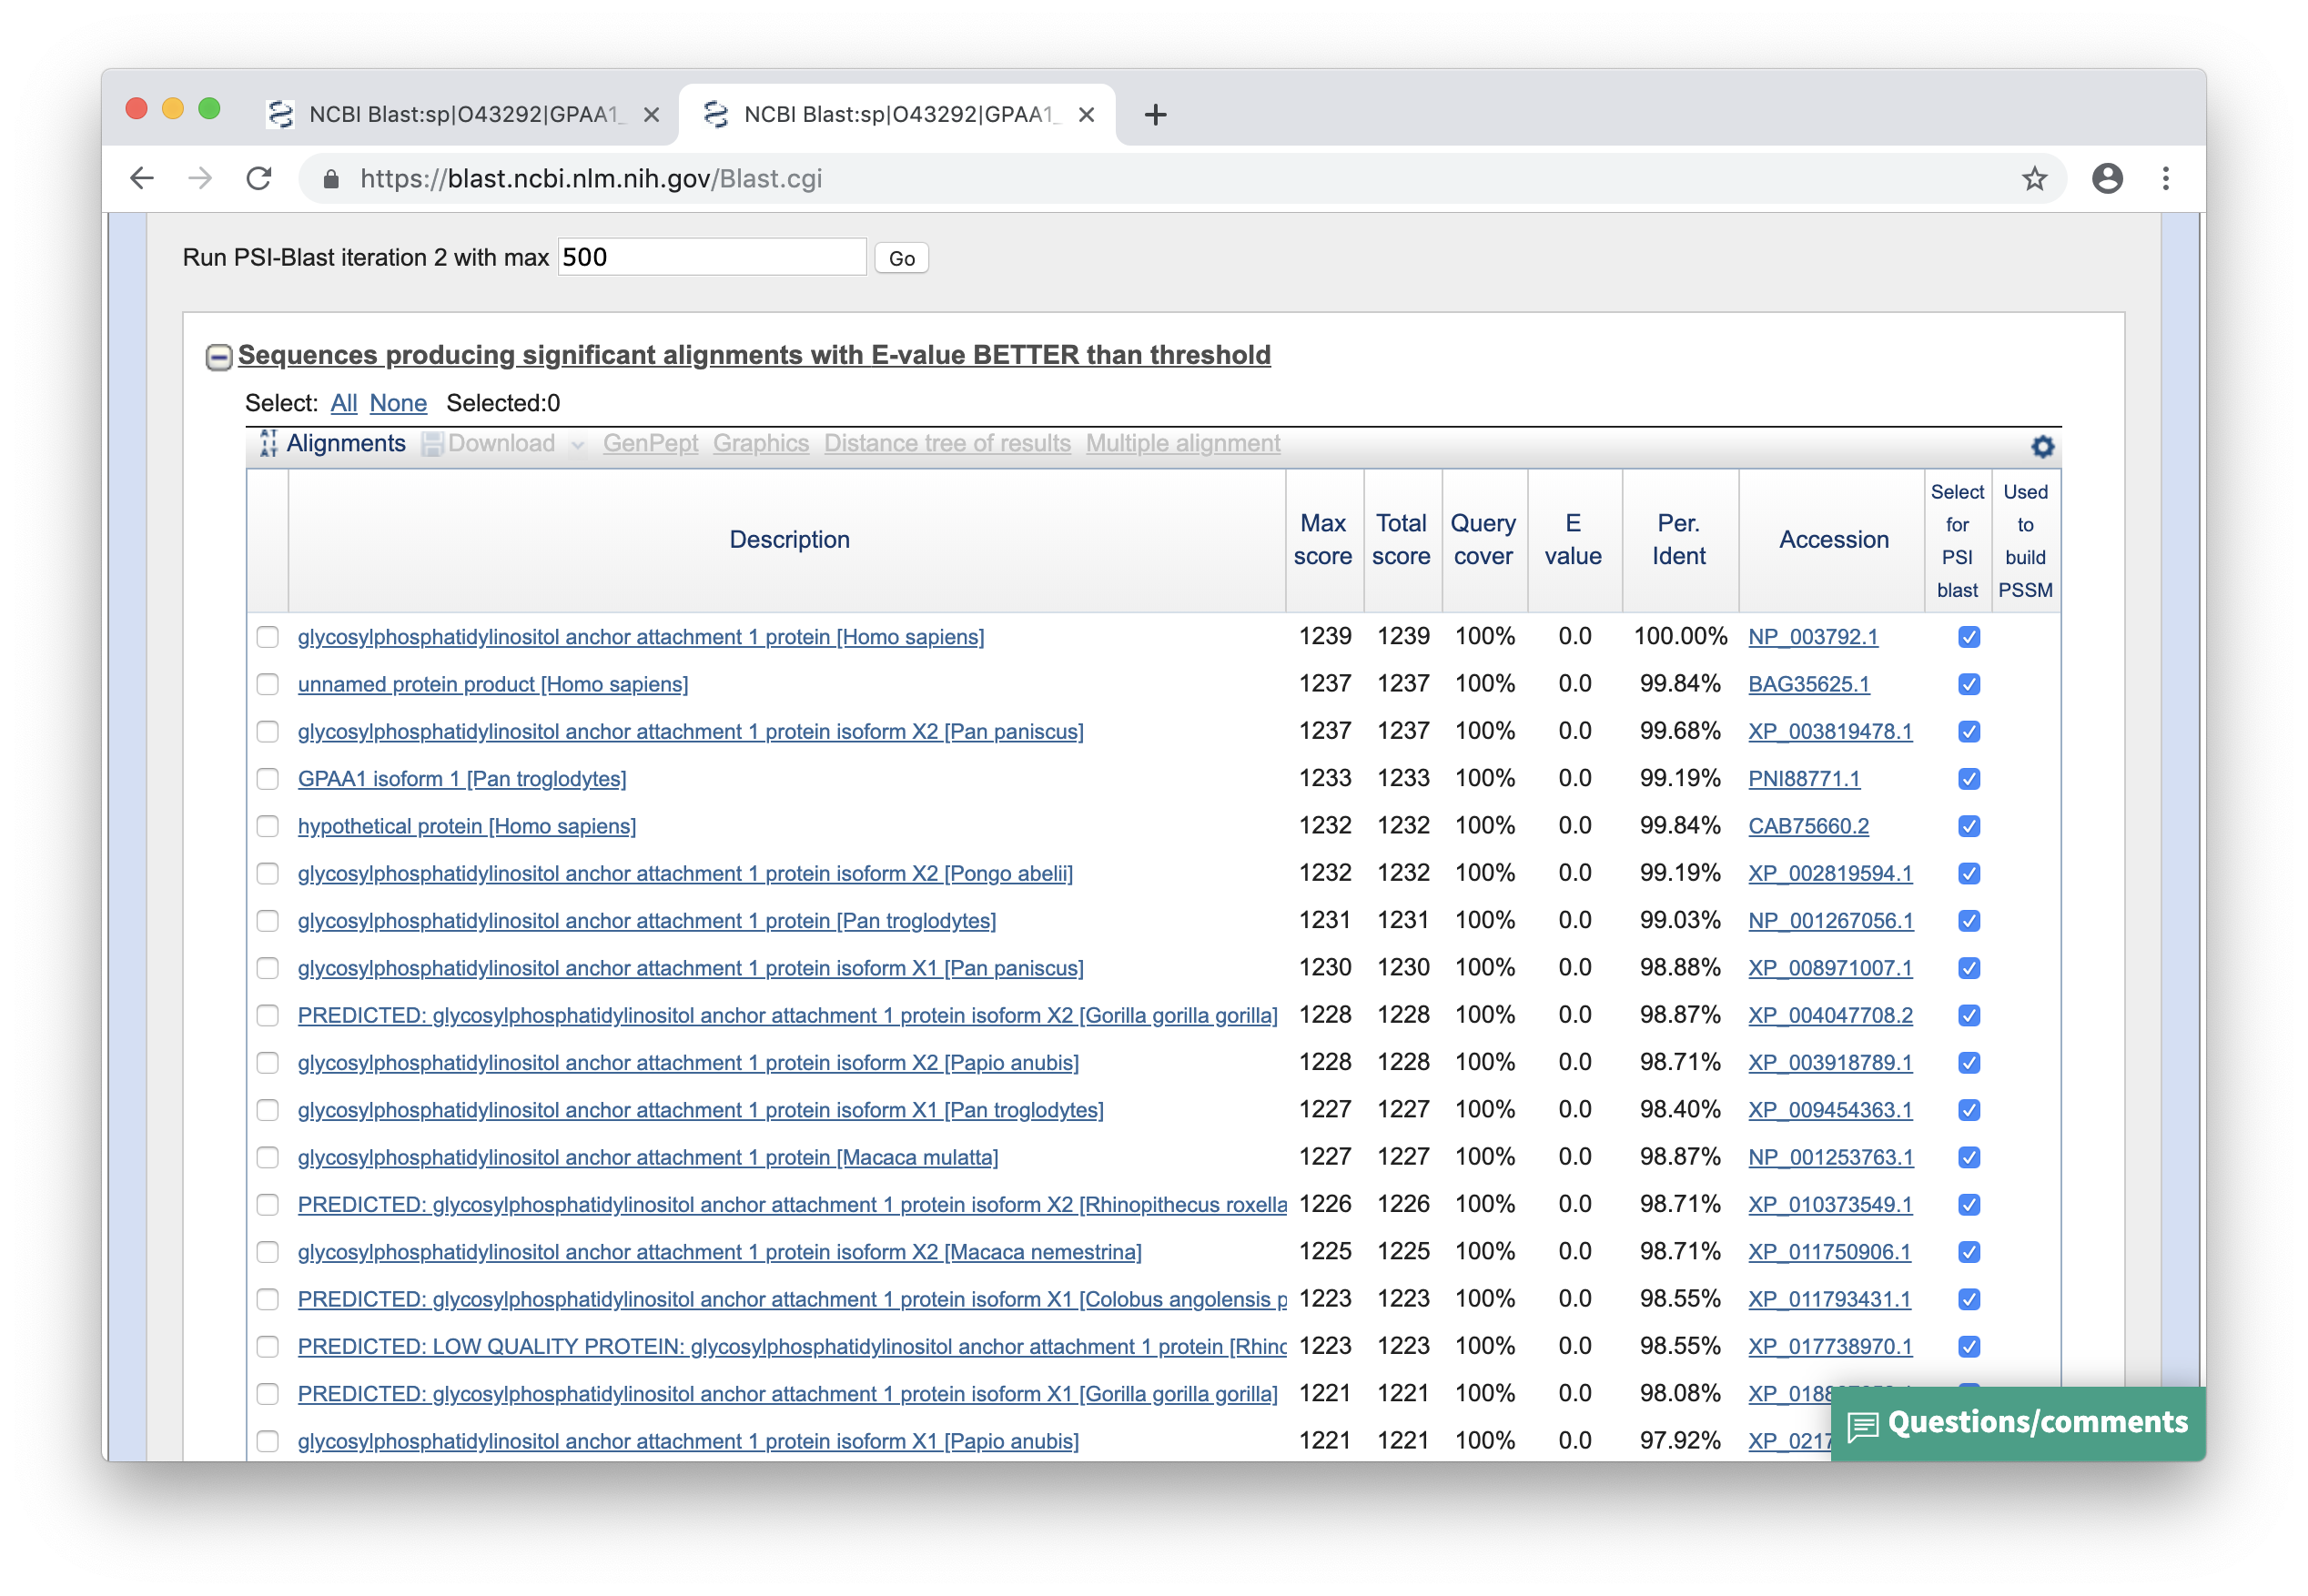 NCBI Blast:sp|O43292|GPAA1_
NCBI Blast:sp|O43292|GPAA1_
https://blast.ncbi.nlm.nih.gov/Blast.cgi
Run PSI-Blast iteration 2 with max 500 Go
Sequences producing significant alignments with E-value BETTER than threshold
Select: All None Selected:0
Alignments Download GenPept Graphics Distance tree of results Multiple alignment
Description Max score Total score Query cover E value Per. Ident Accession Select for PSI blast Used to build PSSM
glycosylphosphatidylinositol anchor attachment 1 protein [Homo sapiens] 1239 1239 100% 0.0 100.00% NP_003792.1
unnamed protein product [Homo sapiens] 1237 1237 100% 0.0 99.84% BAG35625.1
glycosylphosphatidylinositol anchor attachment 1 protein isoform X2 [Pan paniscus] 1237 1237 100% 0.0 99.68% XP_003819478.1
GPAA1 isoform 1 [Pan troglodytes] 1233 1233 100% 0.0 99.19% PNI88771.1
hypothetical protein [Homo sapiens] 1232 1232 100% 0.0 99.84% CAB75660.2
glycosylphosphatidylinositol anchor attachment 1 protein isoform X2 [Pongo abelii] 1232 1232 100% 0.0 99.19% XP_002819594.1
glycosylphosphatidylinositol anchor attachment 1 protein [Pan troglodytes] 1231 1231 100% 0.0 99.03% NP_001267056.1
glycosylphosphatidylinositol anchor attachment 1 protein isoform X1 [Pan paniscus] 1230 1230 100% 0.0 98.88% XP_008971007.1
PREDICTED: glycosylphosphatidylinositol anchor attachment 1 protein isoform X2 [Gorilla gorilla gorilla] 1228 1228 100% 0.0 98.87% XP_004047708.2
glycosylphosphatidylinositol anchor attachment 1 protein isoform X2 [Papio anubis] 1228 1228 100% 0.0 98.71% XP_003918789.1
glycosylphosphatidylinositol anchor attachment 1 protein isoform X1 [Pan troglodytes] 1227 1227 100% 0.0 98.40% XP_009454363.1
glycosylphosphatidylinositol anchor attachment 1 protein [Macaca mulatta] 1227 1227 100% 0.0 98.87% NP_001253763.1
PREDICTED: glycosylphosphatidylinositol anchor attachment 1 protein isoform X2 [Rhinopithecus roxella 1226 1226 100% 0.0 98.71% XP_010373549.1
glycosylphosphatidylinositol anchor attachment 1 protein isoform X2 [Macaca nemestrina] 1225 1225 100% 0.0 98.71% XP_011750906.1
PREDICTED: glycosylphosphatidylinositol anchor attachment 1 protein isoform X1 [Colobus angolensis p 1223 1223 100% 0.0 98.55% XP_011793431.1
PREDICTED: LOW QUALITY PROTEIN: glycosylphosphatidylinositol anchor attachment 1 protein [Rhino 1223 1223 100% 0.0 98.55% XP_017738970.1
PREDICTED: glycosylphosphatidylinositol anchor attachment 1 protein isoform X1 [Gorilla gorilla gorilla] 1221 1221 100% 0.0 98.08%
glycosylphosphatidylinositol anchor attachment 1 protein isoform X1 [Papio anubis] 1221 1221 100% 0.0 97.92% XP_0217
Questions/comments